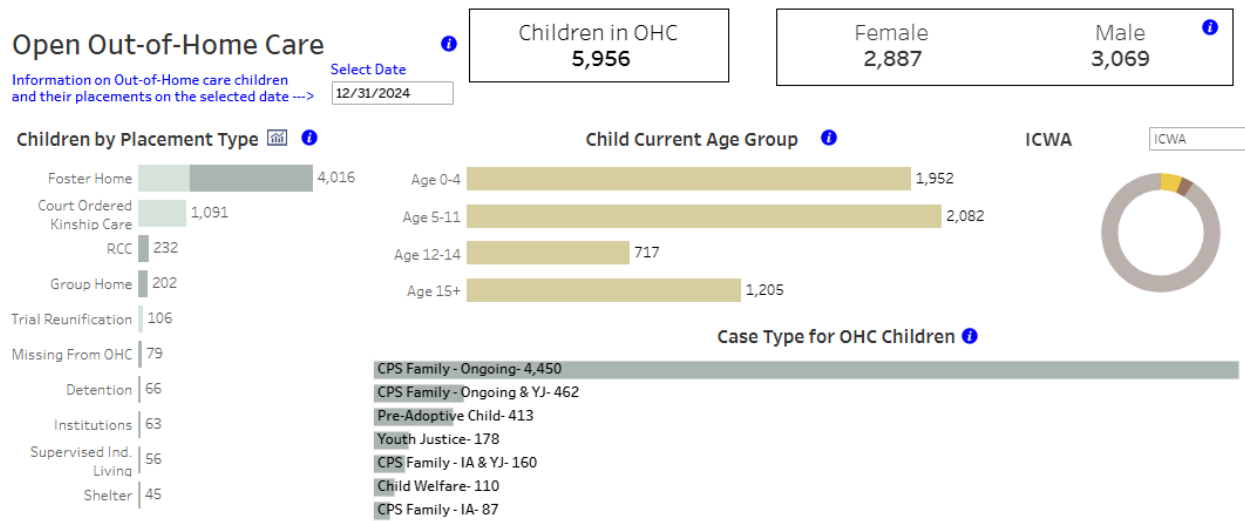 Open Out-of-Home Care
Information on Out-of-Home care children
and their placements on the selected date --->
Select Date
12/31/2024
Children in OHC
5,956
Female
2,887
Male
3,069
Children by Placement Type
Foster Home 4,016
Court Ordered
Kinship Care 1,091
RCC 232
Group Home 202
Trial Reunification 106
Missing From OHC 79
Detention 66
Institutions 63
Supervised Ind.
Living 56
Shelter 45
Child Current Age Group
Age 0-4 1,952
Age 5-11 2,082
Age 12-14 717
Age 15+ 1,205
ICWA
ICWA
Case Type for OHC Children
CPS Family - Ongoing- 4,450
CPS Family - Ongoing & YJ- 462
Pre-Adoptive Child- 413
Youth Justice- 178
CPS Family - IA & YJ- 160
Child Welfare- 110
CPS Family - IA- 87